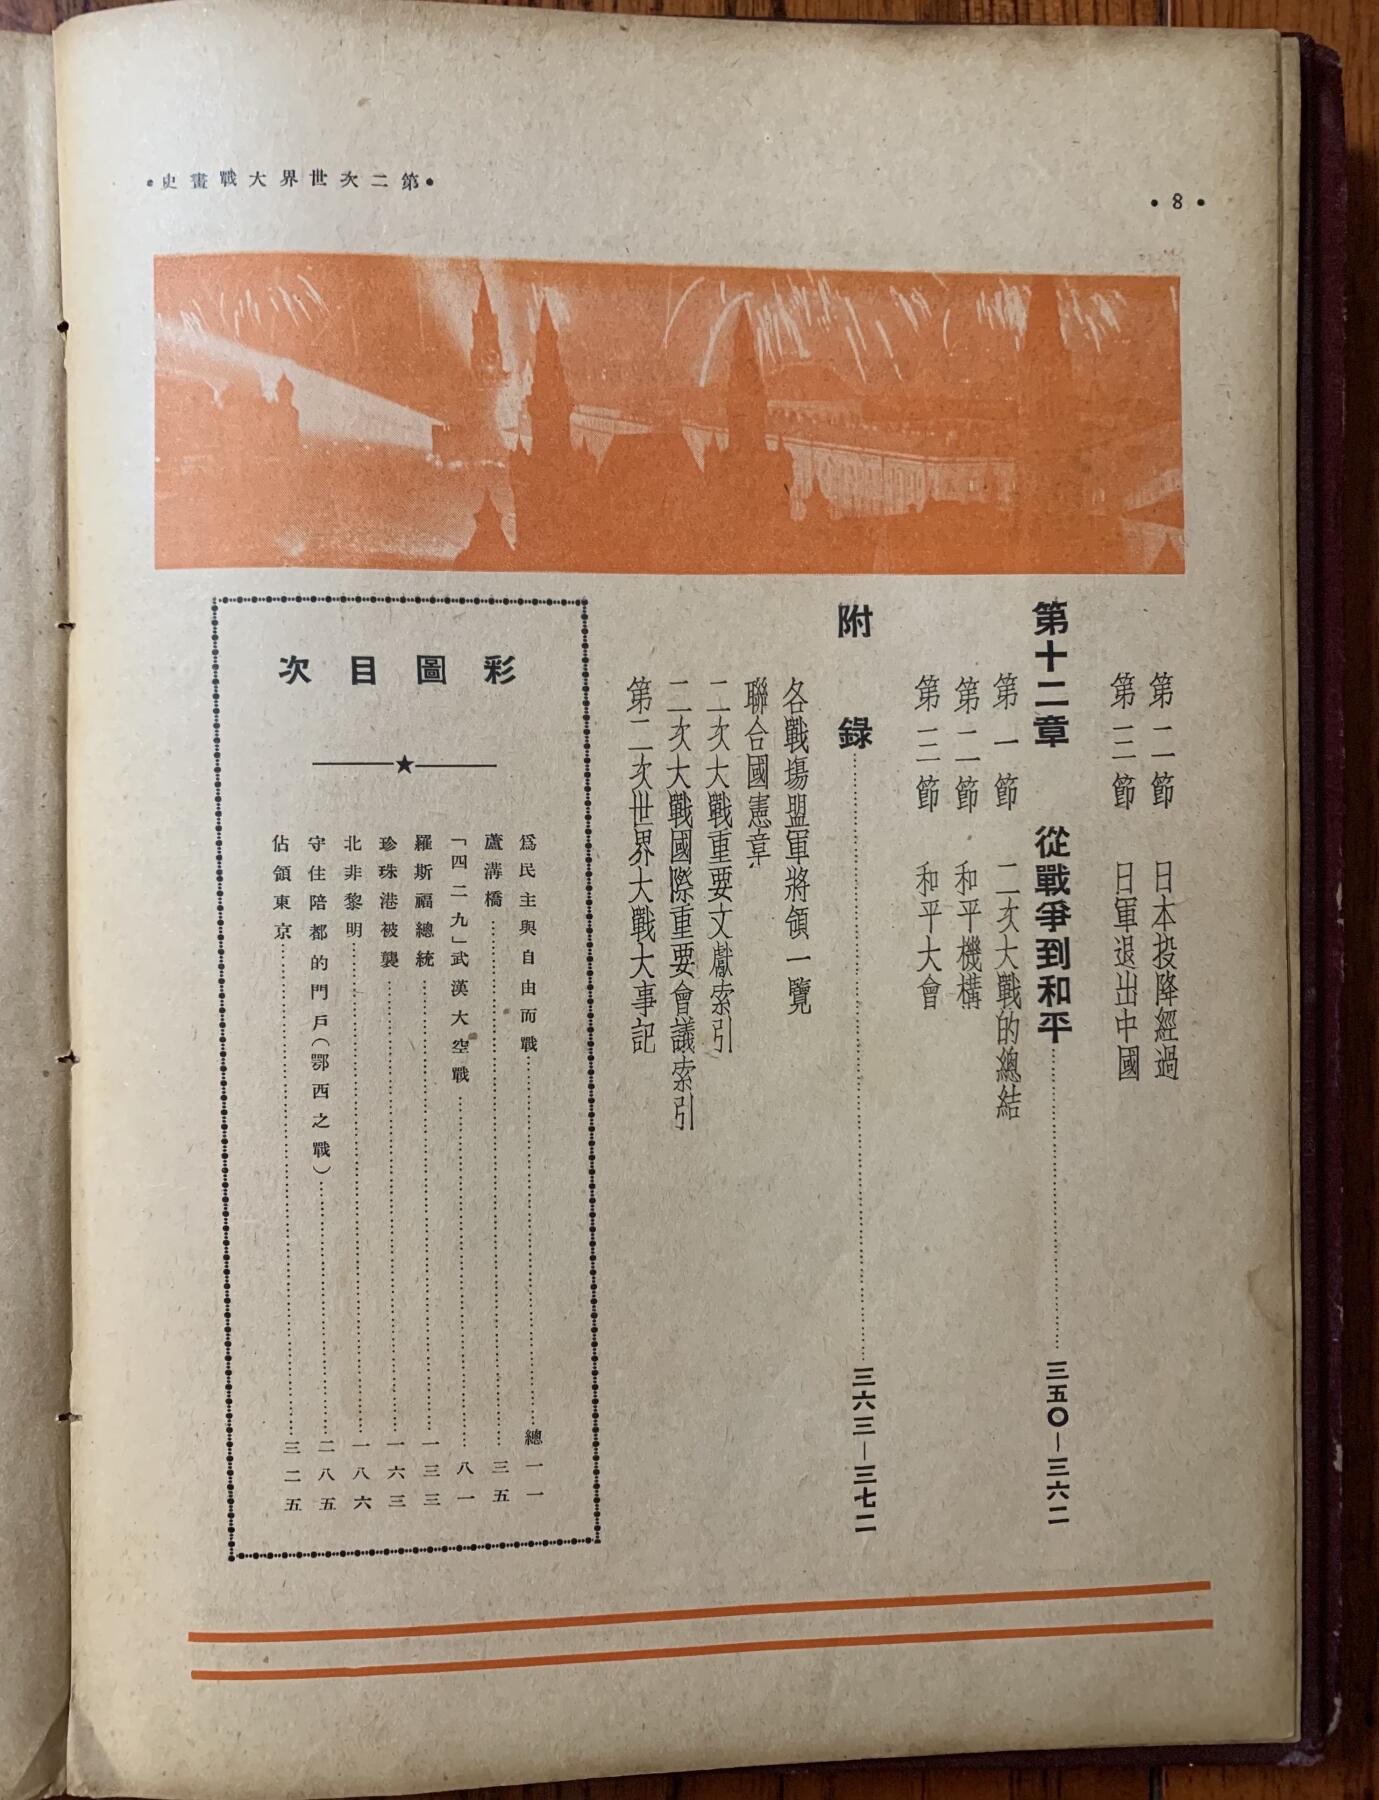 •第二次世界大戰畫史•
• 8 •
第二節　日本投降經過
第三節　日軍退出中國
第十二章　從戰爭到和平……三五〇—三六二
第一節　二次大戰的總結
第二節　和平機構
第三節　和平大會
附　錄……三六三—三七二
各戰場盟軍將領一覽
聯合國憲章
二次大戰重要文獻索引
二次大戰國際重要會議索引
第二次世界大戰大事記
彩圖目次
爲民主與自由而戰……總一一
蘆溝橋……三五
「四二九」武漢大空戰……八一
羅斯福總統……一三三
珍珠港被襲……一六三
北非黎明……一八六
守住陪都的門戶（鄂西之戰）……二八五
佔領東京……三二五